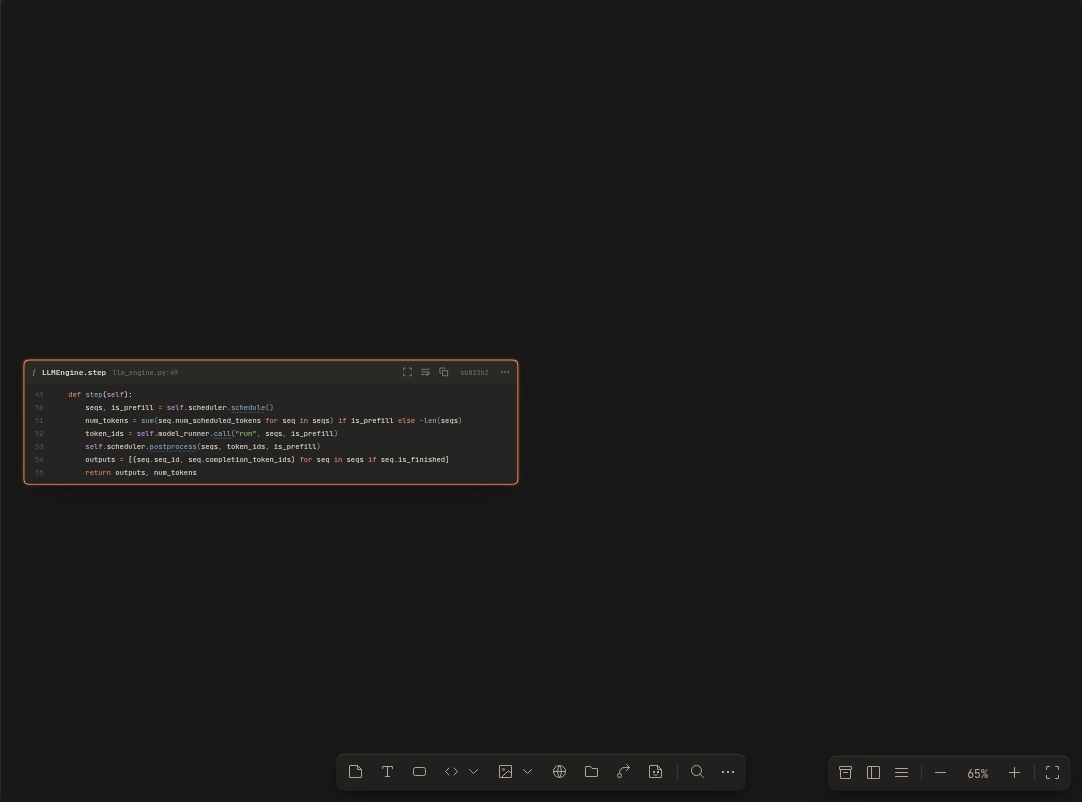 ƒ LLMEngine.step llm_engine.py:49 bb823b3
49 def step(self):
50 seqs, is_prefill = self.scheduler.schedule()
51 num_tokens = sum(seq.num_scheduled_tokens for seq in seqs) if is_prefill else -len(seqs)
52 token_ids = self.model_runner.call("run", seqs, is_prefill)
53 self.scheduler.postprocess(seqs, token_ids, is_prefill)
54 outputs = [(seq.seq_id, seq.completion_token_ids) for seq in seqs if seq.is_finished]
55 return outputs, num_tokens
65%